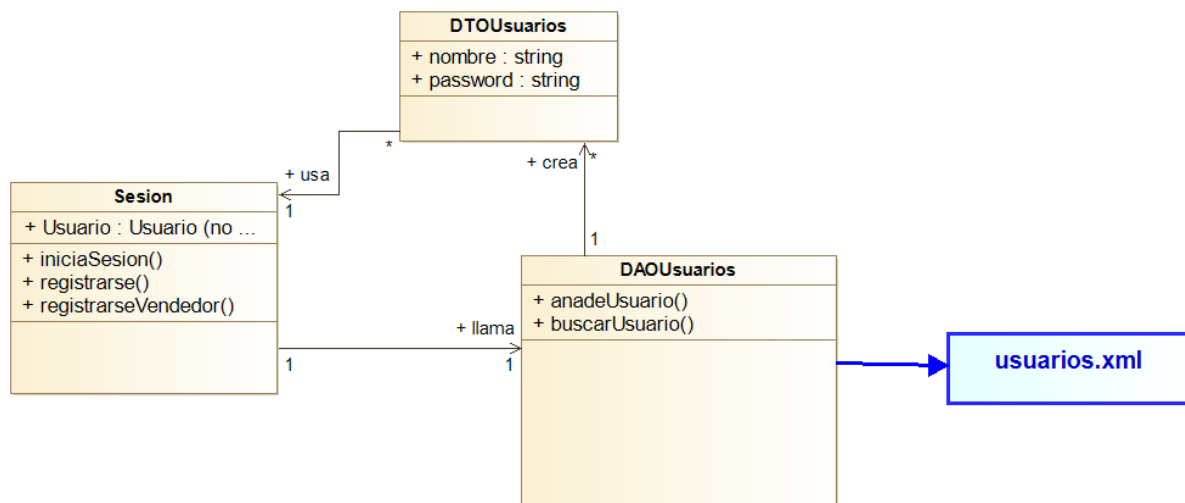 DTOUsuarios
+ nombre : string
+ password : string
*
+ crea
*
+ usa
1
Sesion
+ Usuario : Usuario (no ...
+ iniciaSesion()
+ registrarse()
+ registrarseVendedor()
1
DAOUsuarios
+ anadeUsuario()
+ buscarUsuario()
+ llama
1
1
usuarios.xml